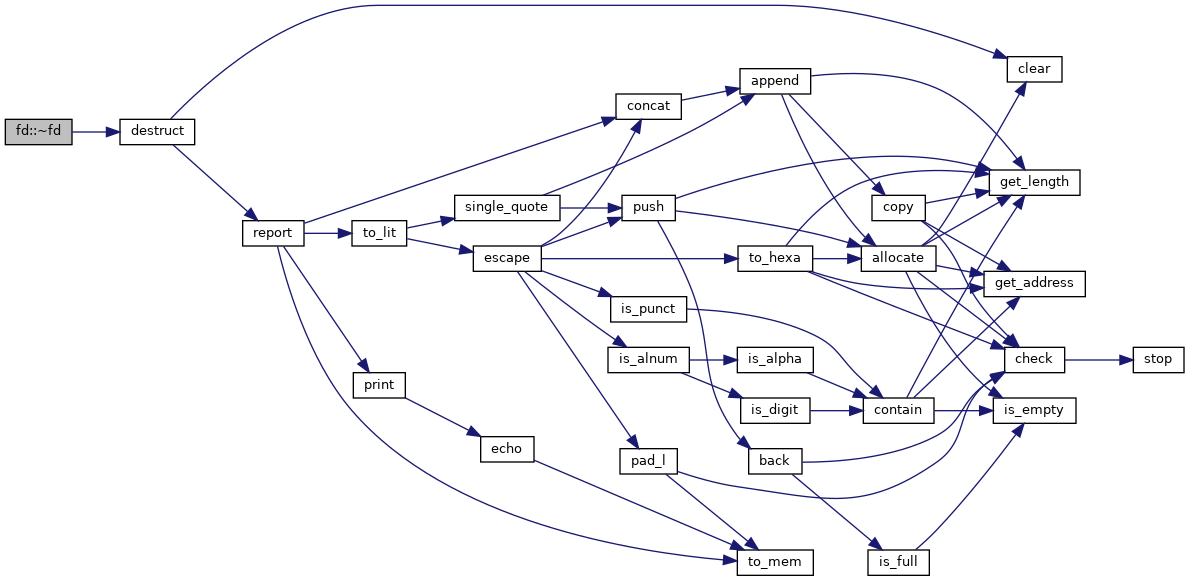 fd::~fd
destruct
report
to_lit
print
single_quote
escape
echo
concat
push
is_punct
is_alnum
pad_l
append
to_hexa
is_alpha
is_digit
back
to_mem
copy
allocate
contain
is_full
clear
get_length
get_address
check
is_empty
stop